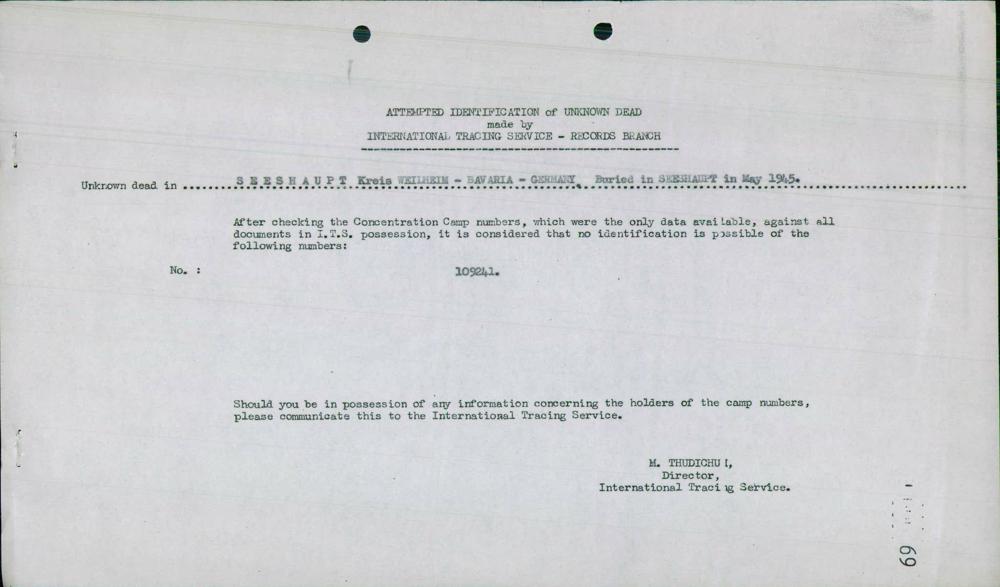 ATTEMPTED IDENTIFICATION of UNKNOWN DEAD
made by
INTERNATIONAL TRACING SERVICE - RECORDS BRANCH
Unknown dead in ....... S E E S H A U P T Kreis WEILHEIM - BAVARIA - GERMANY. Buried in SEESHAUPT in May 1945.
After checking the Concentration Camp numbers, which were the only data available, against all
documents in I.T.S. possession, it is considered that no identification is possible of the
following numbers:
No. : 109241.
Should you be in possession of any information concerning the holders of the camp numbers,
please communicate this to the International Tracing Service.
M. THUDICHUM,
Director,
International Tracing Service.
69